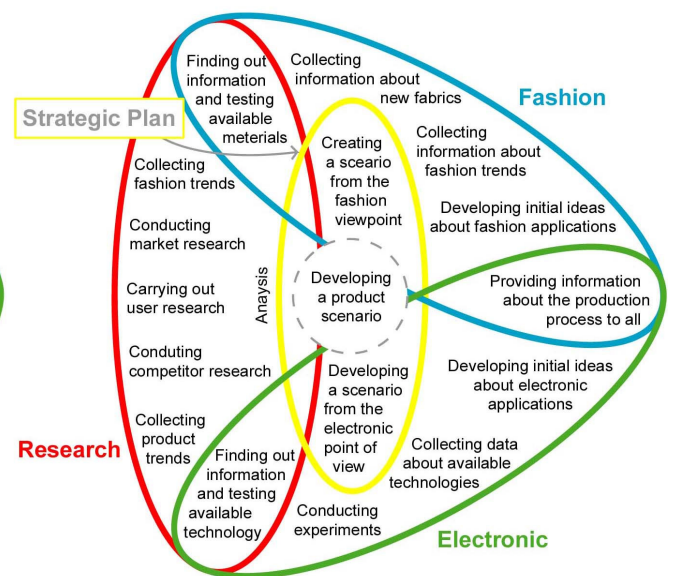 Finding out
information
and testing
available
meterials
Collecting
information about
new fabrics
Fashion
Strategic Plan
Creating
a sceario
from the
fashion
viewpoint
Collecting
information about
fashion trends
Collecting
fashion trends
Developing initial ideas
about fashion applications
Conducting
market research
Anaysis
Developing
a product
scenario
Providing information
about the production
process to all
Carrying out
user research
Conduting
competitor research
Developing
a scenario
from the
electronic
point of
view
Developing initial ideas
about electronic
applications
Collecting
product
trends
Research
Finding out
information
and testing
available
technology
Collecting data
about available
technologies
Conducting
experiments
Electronic